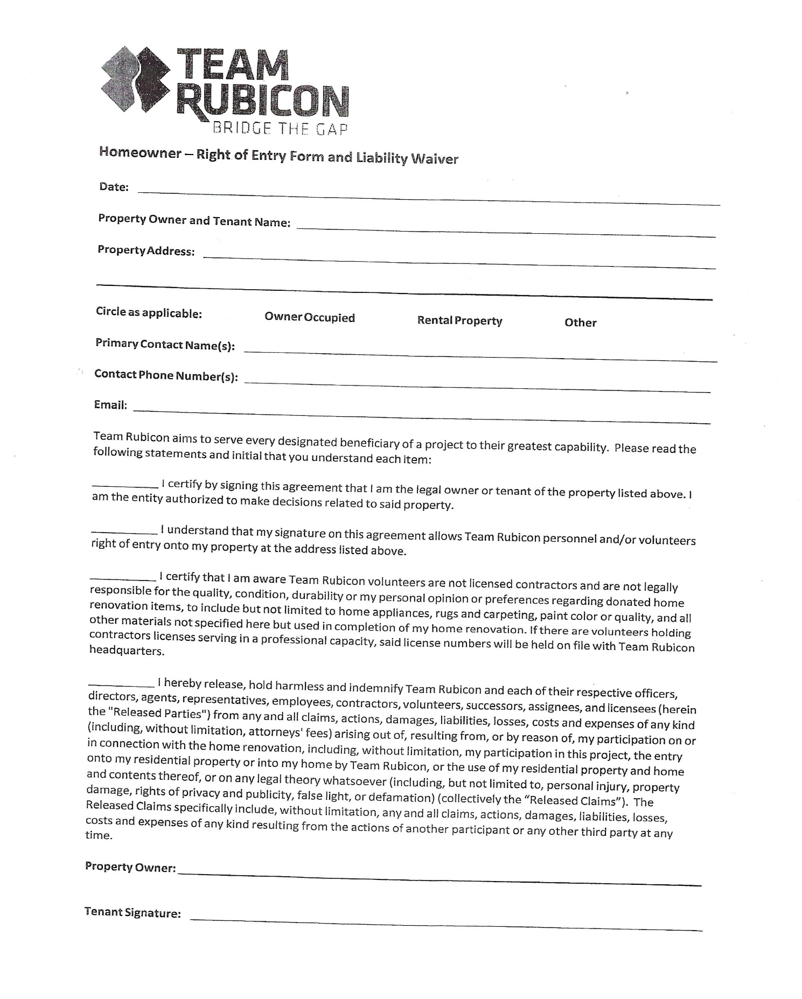 TEAM
RUBICON
BRIDGE THE GAP
Homeowner – Right of Entry Form and Liability Waiver
Date:
Property Owner and Tenant Name:
Property Address:
Circle as applicable: Owner Occupied Rental Property Other
Primary Contact Name(s):
Contact Phone Number(s):
Email:
Team Rubicon aims to serve every designated beneficiary of a project to their greatest capability. Please read the
following statements and initial that you understand each item:
__________ I certify by signing this agreement that I am the legal owner or tenant of the property listed above. I
am the entity authorized to make decisions related to said property.
__________ I understand that my signature on this agreement allows Team Rubicon personnel and/or volunteers
right of entry onto my property at the address listed above.
__________ I certify that I am aware Team Rubicon volunteers are not licensed contractors and are not legally
responsible for the quality, condition, durability or my personal opinion or preferences regarding donated home
renovation items, to include but not limited to home appliances, rugs and carpeting, paint color or quality, and all
other materials not specified here but used in completion of my home renovation. If there are volunteers holding
contractors licenses serving in a professional capacity, said license numbers will be held on file with Team Rubicon
headquarters.
__________ I hereby release, hold harmless and indemnify Team Rubicon and each of their respective officers,
directors, agents, representatives, employees, contractors, volunteers, successors, assignees, and licensees (herein
the "Released Parties") from any and all claims, actions, damages, liabilities, losses, costs and expenses of any kind
(including, without limitation, attorneys' fees) arising out of, resulting from, or by reason of, my participation on or
in connection with the home renovation, including, without limitation, my participation in this project, the entry
onto my residential property or into my home by Team Rubicon, or the use of my residential property and home
and contents thereof, or on any legal theory whatsoever (including, but not limited to, personal injury, property
damage, rights of privacy and publicity, false light, or defamation) (collectively the “Released Claims”). The
Released Claims specifically include, without limitation, any and all claims, actions, damages, liabilities, losses,
costs and expenses of any kind resulting from the actions of another participant or any other third party at any
time.
Property Owner:
Tenant Signature: